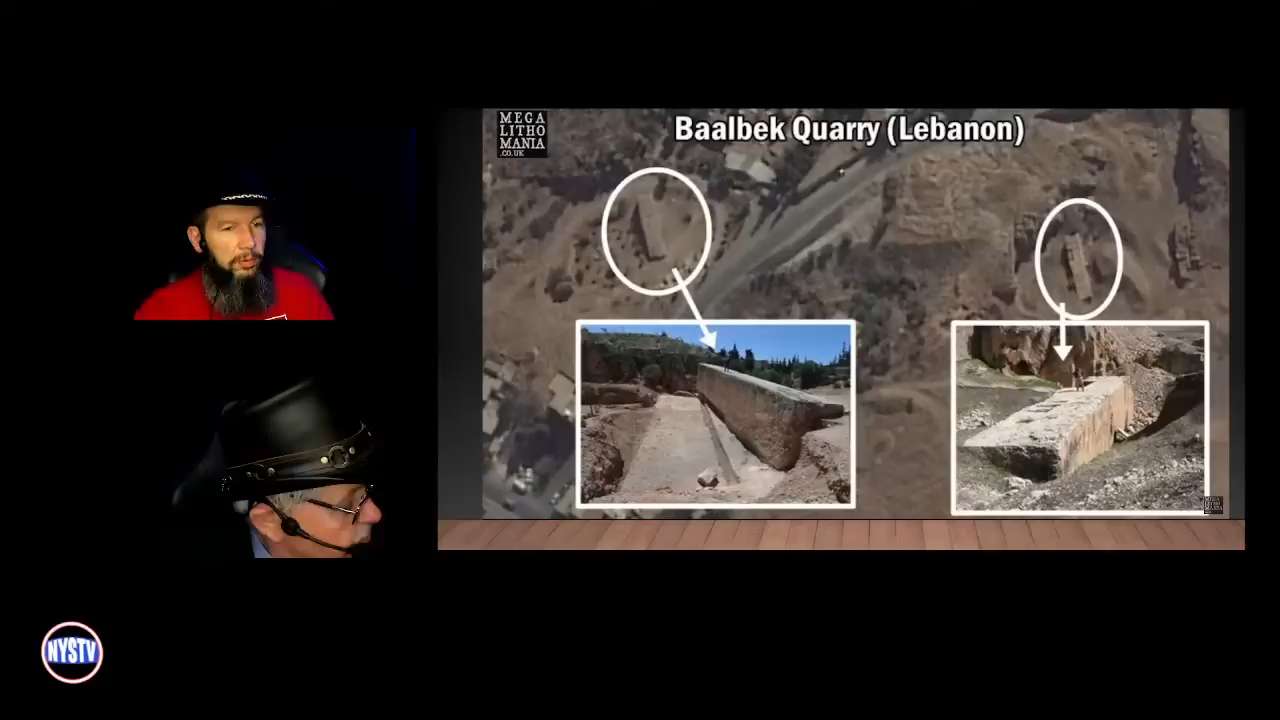 MEGA
LITHO
MANIA
.CO.UK
Baalbek Quarry (Lebanon)
NYSTV